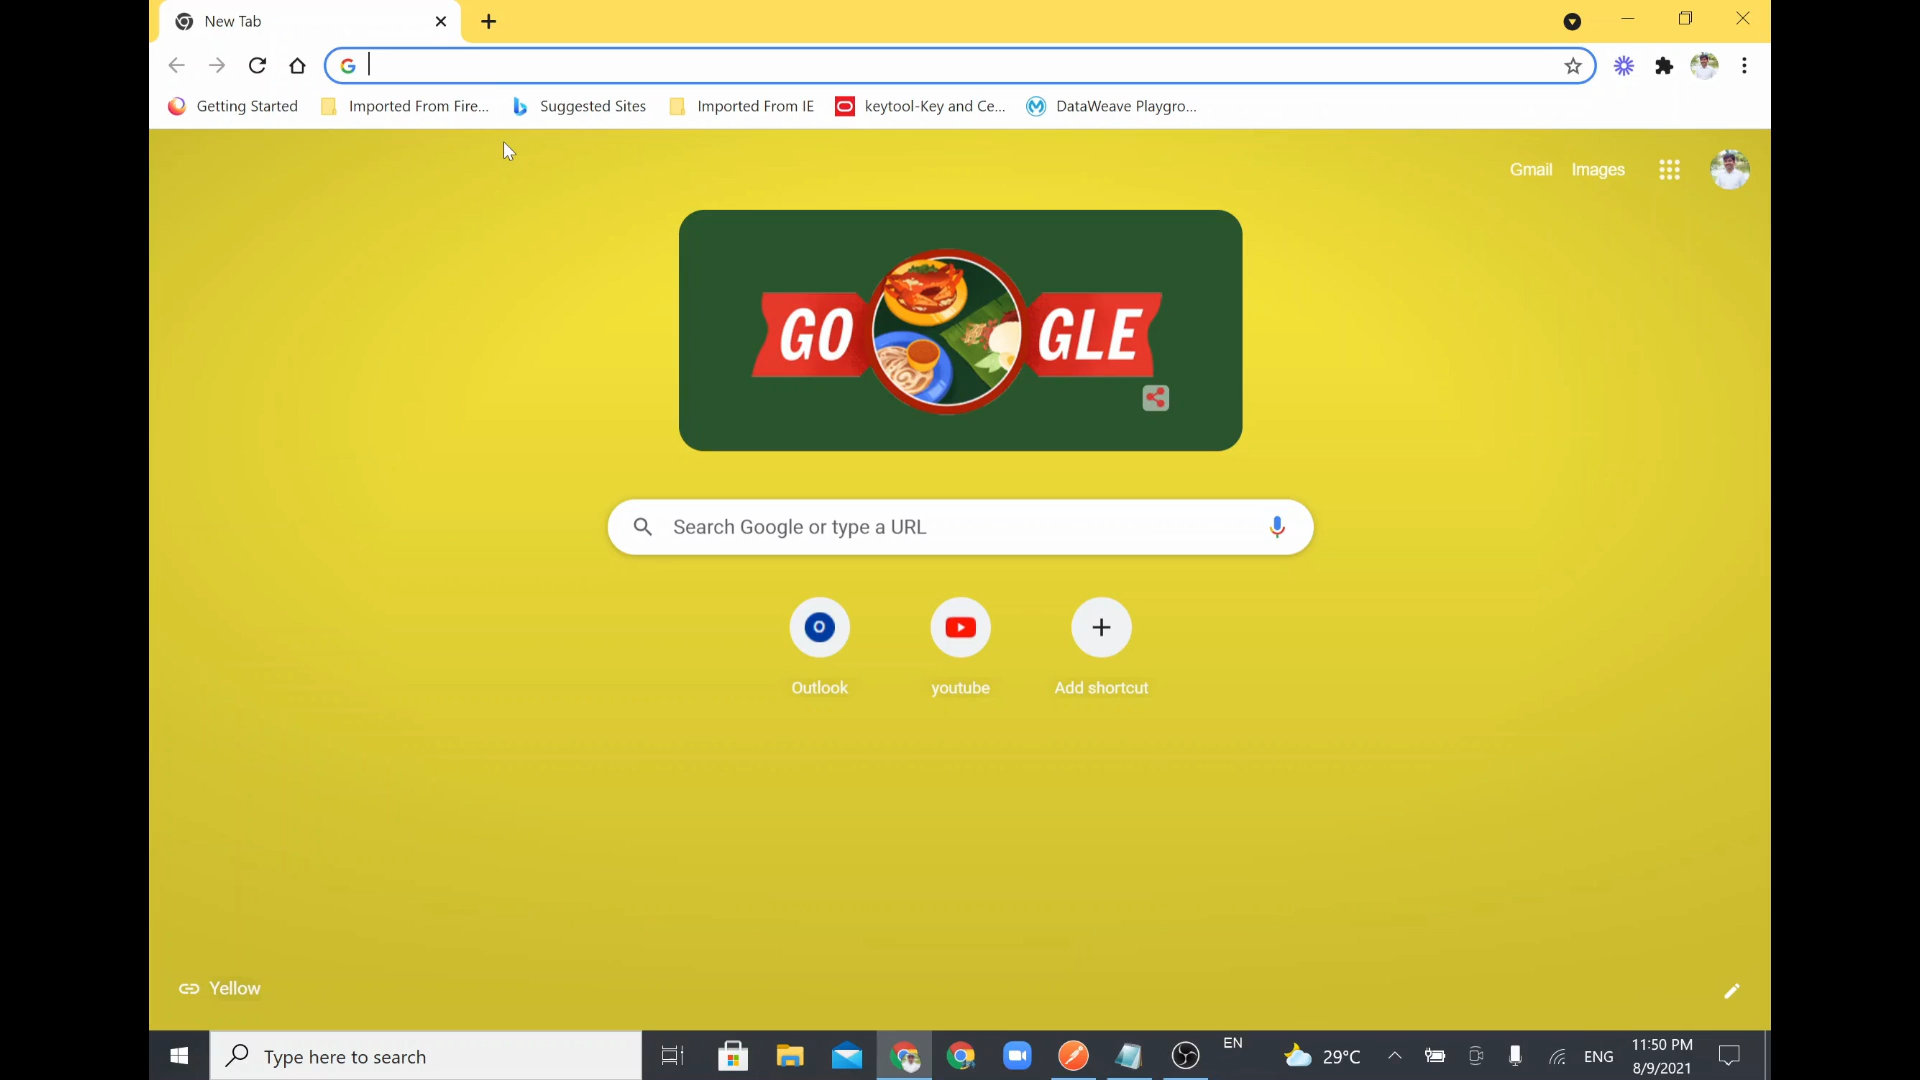 New Tab
Getting Started
Imported From Fire...
Suggested Sites
Imported From IE
keytool-Key and Ce...
DataWeave Playgro...
Gmail
Images
GO GLE
Search Google or type a URL
Outlook
youtube
Add shortcut
Yellow
Type here to search
EN
29°C
ENG
11:50 PM
8/9/2021